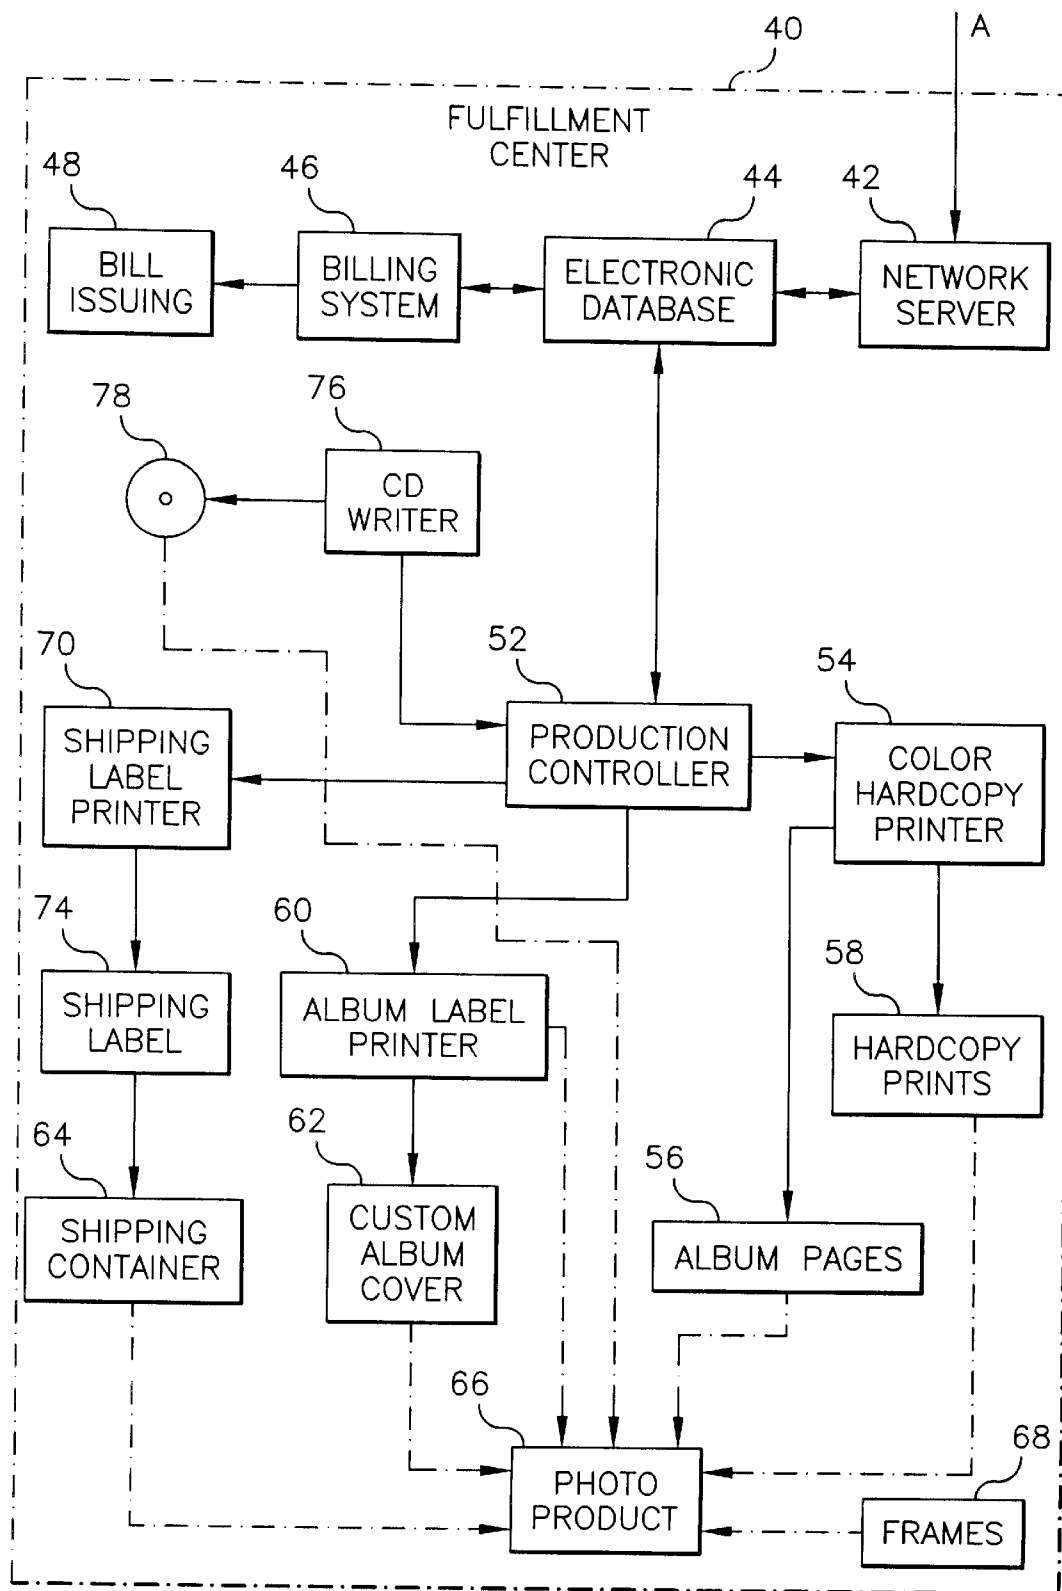 A
40
FULFILLMENT
CENTER
48
46
44
42
BILL
ISSUING
BILLING
SYSTEM
ELECTRONIC
DATABASE
NETWORK
SERVER
78
76
CD
WRITER
70
52
54
SHIPPING
LABEL
PRINTER
PRODUCTION
CONTROLLER
COLOR
HARDCOPY
PRINTER
74
60
58
SHIPPING
LABEL
ALBUM LABEL
PRINTER
HARDCOPY
PRINTS
64
62
56
SHIPPING
CONTAINER
CUSTOM
ALBUM
COVER
ALBUM PAGES
66
68
PHOTO
PRODUCT
FRAMES